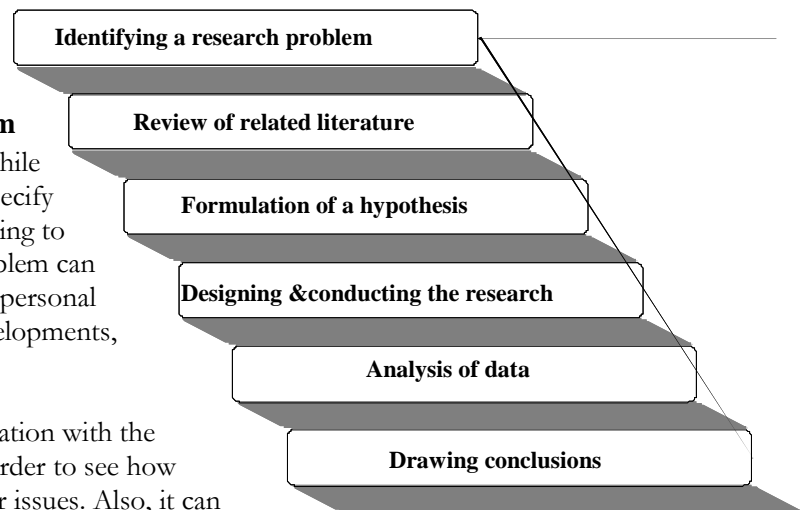 Identifying a research problem
Review of related literature
Formulation of a hypothesis
Designing &conducting the research
Analysis of data
Drawing conclusions
m
hile
ecify
ing to
blem can
personal
elopments,
ation with the
rder to see how
r issues. Also, it can